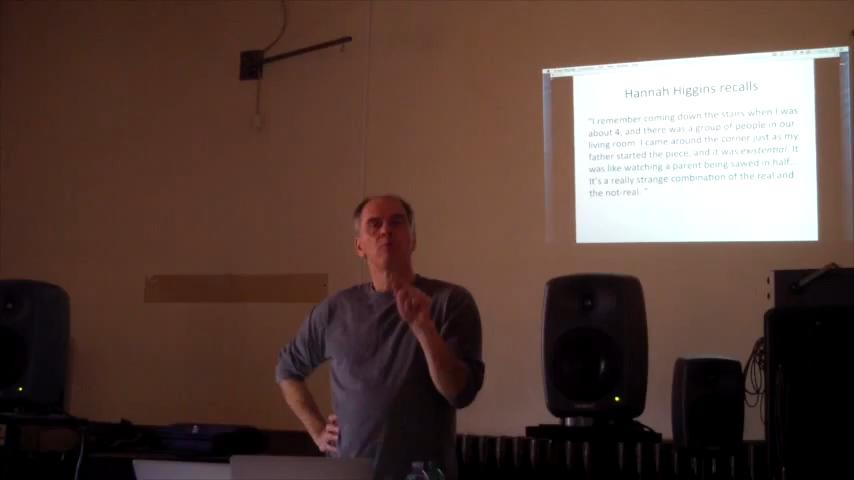 Hannah Higgins recalls
"I remember coming down the stairs when I was
about 4, and there was a group of people in our
living room. I came around the corner just as my
father started the piece, and it was existential. It
was like watching a parent being sawed in half...
It's a really strange combination of the real and
the not-real. "